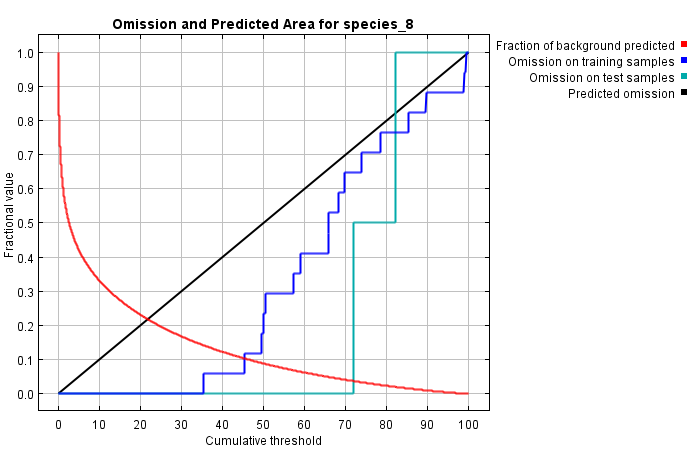 Omission and Predicted Area for species_8
Fraction of background predicted
Omission on training samples
Omission on test samples
Predicted omission
Fractional value
1.0
0.9
0.8
0.7
0.6
0.5
0.4
0.3
0.2
0.1
0.0
0 10 20 30 40 50 60 70 80 90 100
Cumulative threshold